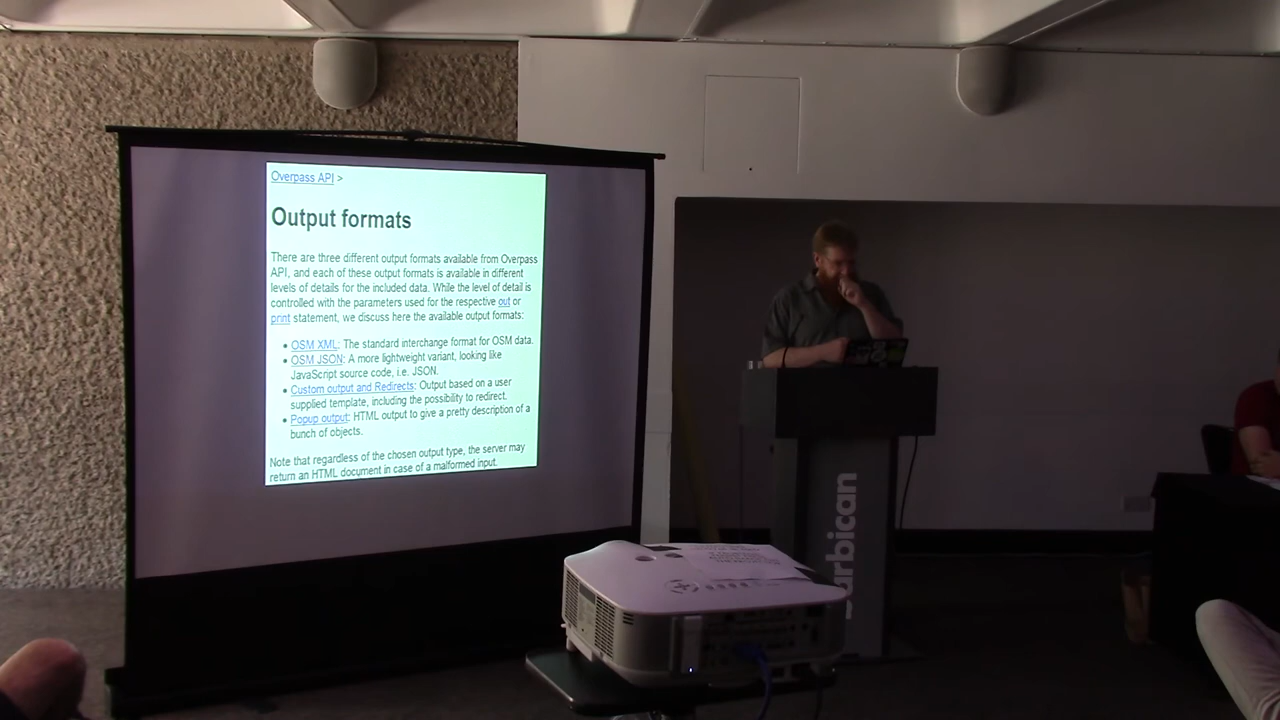 Overpass API >
Output formats
There are three different output formats available from Overpass
API, and each of these output formats is available in different
levels of details for the included data. While the level of detail is
controlled with the parameters used for the respective out or
print statement, we discuss here the available output formats:
• OSM XML: The standard interchange format for OSM data.
• OSM JSON: A more lightweight variant, looking like
JavaScript source code, i.e. JSON.
• Custom output and Redirects: Output based on a user
supplied template, including the possibility to redirect.
• Popup output: HTML output to give a pretty description of a
bunch of objects.
Note that regardless of the chosen output type, the server may
return an HTML document in case of a malformed input.
arbican